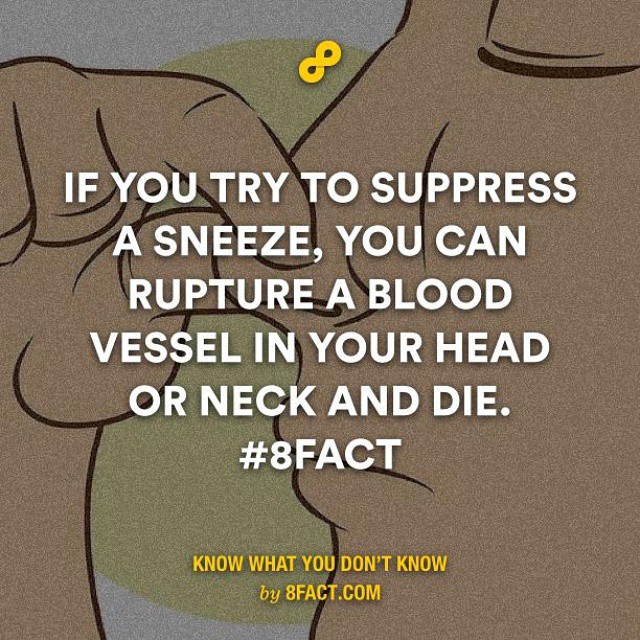 IF YOU TRY TO SUPPRESS
A SNEEZE, YOU CAN
RUPTURE A BLOOD
VESSEL IN YOUR HEAD
OR NECK AND DIE.
#8FACT
KNOW WHAT YOU DON'T KNOW
by 8FACT.COM